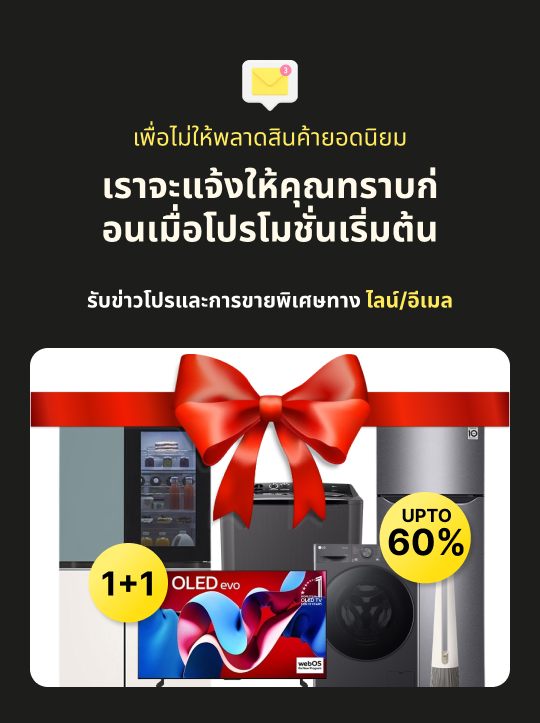 3
เพื่อไม่ให้พลาดสินค้ายอดนิยม
เราจะแจ้งให้คุณทราบก่
อนเมื่อโปรโมชั่นเริ่มต้น
รับข่าวโปรและการขายพิเศษทาง ไลน์/อีเมล
UPTO
60%
1+1
OLED evo
OLED TV
webOS